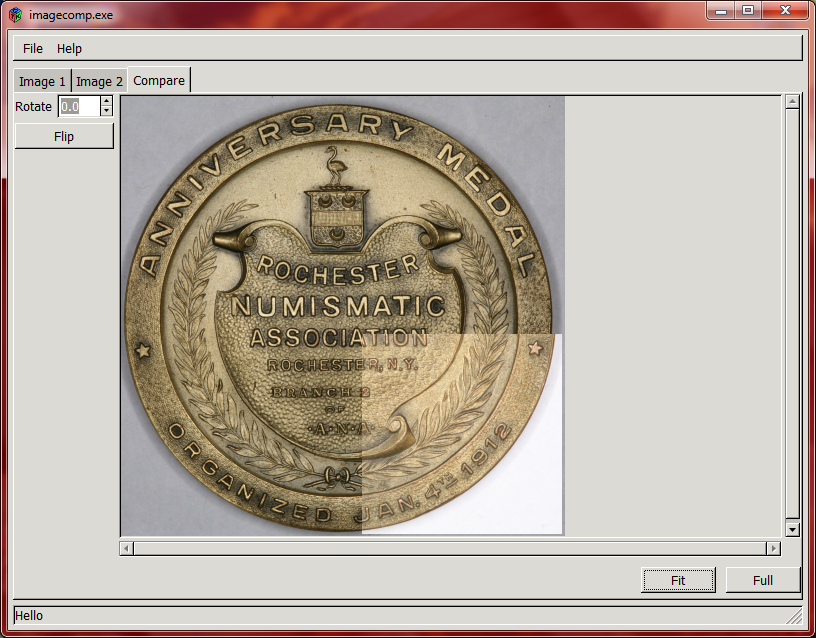 imagecomp.exe
File Help
Image 1 Image 2 Compare
Rotate 0.0
Flip
ANNIVERSARY MEDAL
ROCHESTER
NUMISMATIC
ASSOCIATION
ROCHESTER, N.Y.
BRANCH 2
OF
·A·N·A·
ORGANIZED JAN. 4TH 1912
Fit Full
Hello